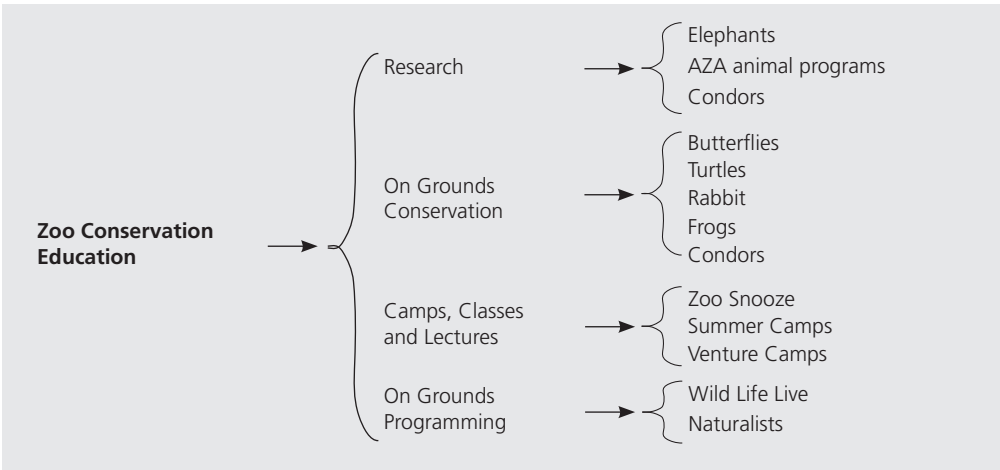 Zoo Conservation
Education
Research
Elephants
AZA animal programs
Condors
On Grounds
Conservation
Butterflies
Turtles
Rabbit
Frogs
Condors
Camps, Classes
and Lectures
Zoo Snooze
Summer Camps
Venture Camps
On Grounds
Programming
Wild Life Live
Naturalists